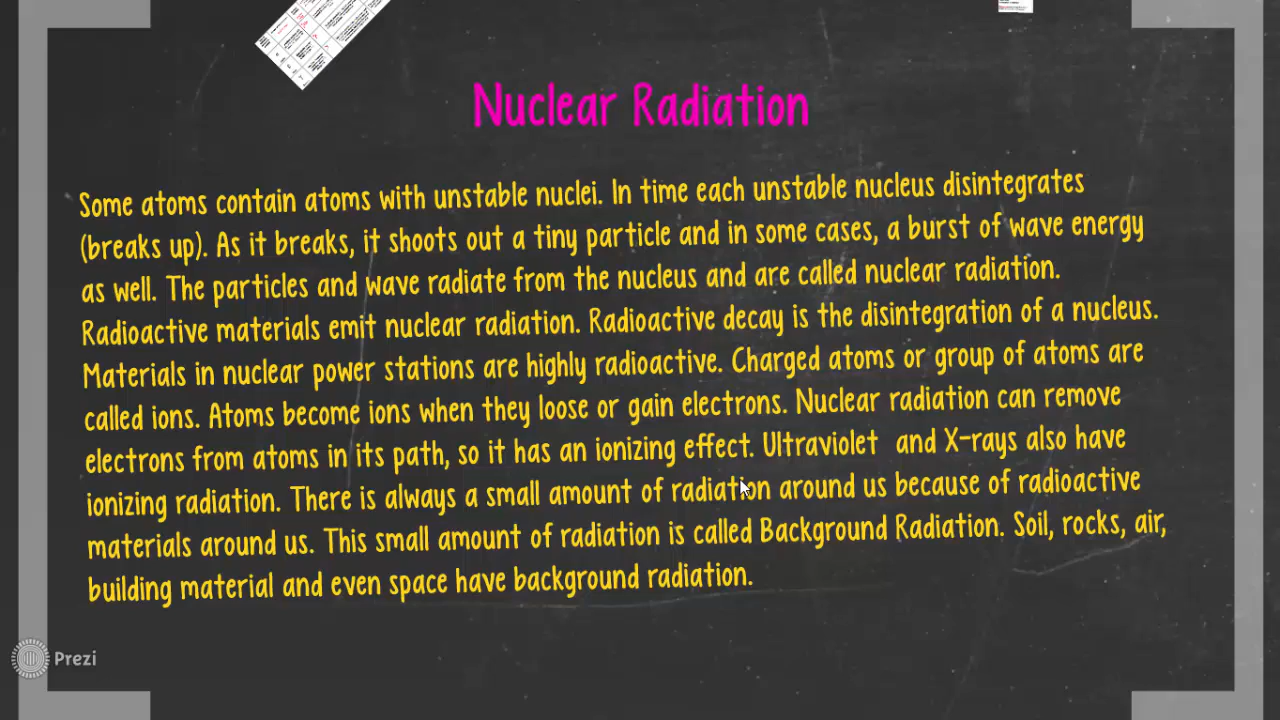 Nuclear Radiation
Some atoms contain atoms with unstable nuclei. In time each unstable nucleus disintegrates
(breaks up). As it breaks, it shoots out a tiny particle and in some cases, a burst of wave energy
as well. The particles and wave radiate from the nucleus and are called nuclear radiation.
Radioactive materials emit nuclear radiation. Radioactive decay is the disintegration of a nucleus.
Materials in nuclear power stations are highly radioactive. Charged atoms or group of atoms are
called ions. Atoms become ions when they loose or gain electrons. Nuclear radiation can remove
electrons from atoms in its path, so it has an ionizing effect. Ultraviolet and X-rays also have
ionizing radiation. There is always a small amount of radiation around us because of radioactive
materials around us. This small amount of radiation is called Background Radiation. Soil, rocks, air,
building material and even space have background radiation.
Prezi